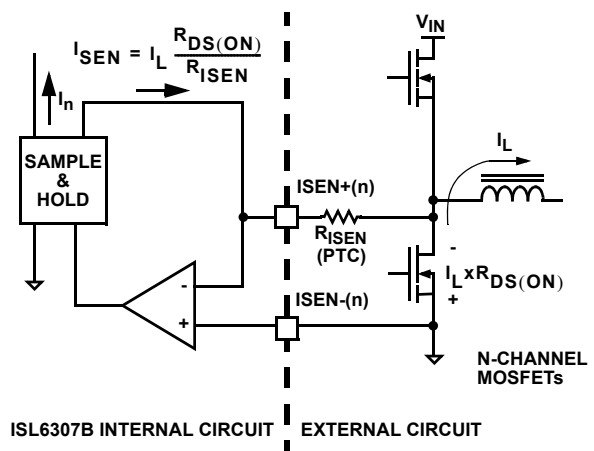 I_SEN = I_L R_DS(ON) / R_ISEN
I_n
SAMPLE
&
HOLD
-
+
ISEN+(n)
R_ISEN
(PTC)
ISEN-(n)
V_IN
I_L
-
I_L x R_DS(ON)
+
N-CHANNEL
MOSFETs
ISL6307B INTERNAL CIRCUIT
EXTERNAL CIRCUIT